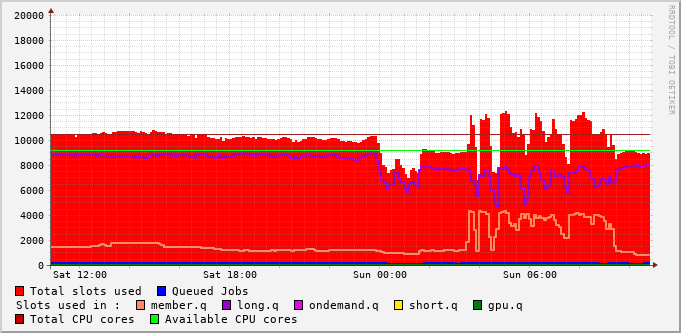 20000
18000
16000
14000
12000
10000
8000
6000
4000
2000
0
Sat 12:00 Sat 18:00 Sun 00:00 Sun 06:00
Total slots used Queued Jobs
Slots used in : member.q long.q ondemand.q short.q gpu.q
Total CPU cores Available CPU cores
RRDTOOL / TOBI OETIKER